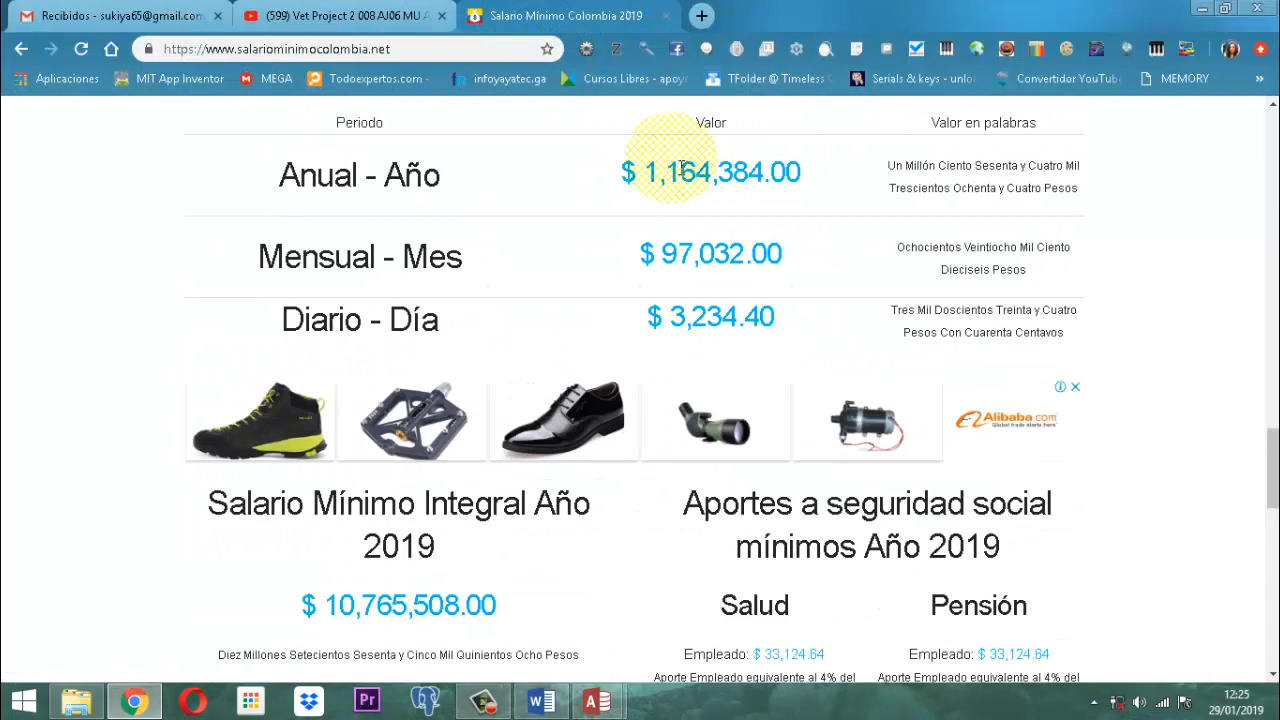 Recibidos - sukiya65@gmail.com
(599) Vet Project 2 008 AJ06 MU A
Salario Mínimo Colombia 2019
https://www.salariominimocolombia.net
Aplicaciones
MIT App Inventor
MEGA
Todoexpertos.com -
infoyayatec.ga
Cursos Libres - apoyo
TFolder @ Timeless
Serials & keys - unlo
Convertidor YouTube
MEMORY
»
Periodo Valor Valor en palabras
Anual - Año $ 1,164,384.00 Un Millón Ciento Sesenta y Cuatro Mil
Trescientos Ochenta y Cuatro Pesos
Mensual - Mes $ 97,032.00 Ochocientos Veintiocho Mil Ciento
Dieciseis Pesos
Diario - Día $ 3,234.40 Tres Mil Doscientos Treinta y Cuatro
Pesos Con Cuarenta Centavos
Alibaba.com
Global trade starts here
Salario Mínimo Integral Año
2019
$ 10,765,508.00
Diez Millones Setecientos Sesenta y Cinco Mil Quinientos Ocho Pesos
Aportes a seguridad social
mínimos Año 2019
Salud Pensión
Empleado: $ 33,124.64 Empleado: $ 33,124.64
Aporte Empleado equivalente al 4% del Aporte Empleado equivalente al 4% del
Pr
12:25
29/01/2019